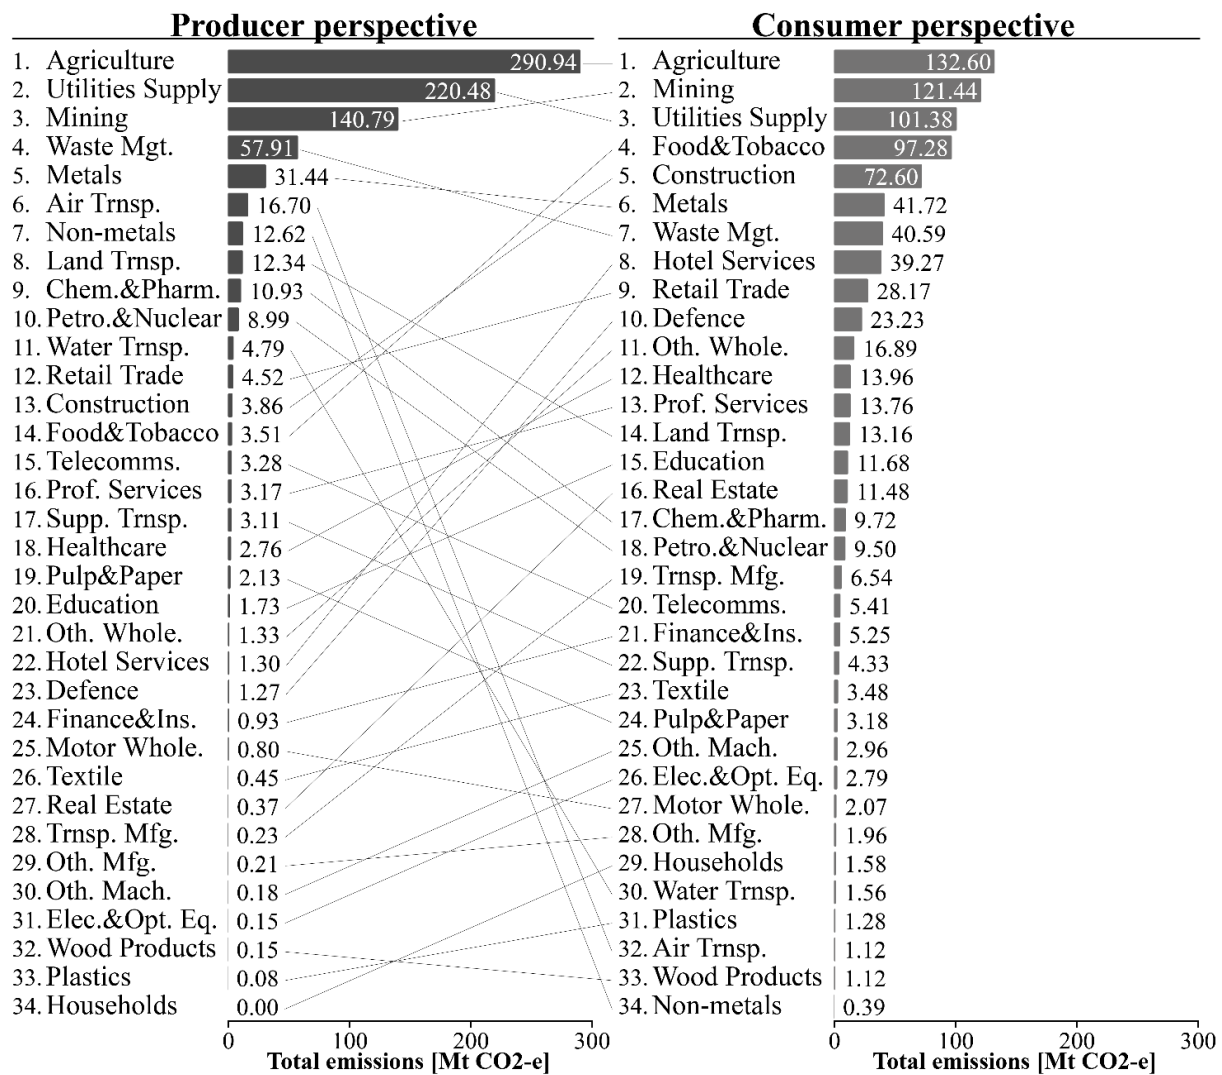 Producer perspective
1. Agriculture 290.94
2. Utilities Supply 220.48
3. Mining 140.79
4. Waste Mgt. 57.91
5. Metals 31.44
6. Air Trnsp. 16.70
7. Non-metals 12.62
8. Land Trnsp. 12.34
9. Chem.&Pharm. 10.93
10. Petro.&Nuclear 8.99
11. Water Trnsp. 4.79
12. Retail Trade 4.52
13. Construction 3.86
14. Food&Tobacco 3.51
15. Telecomms. 3.28
16. Prof. Services 3.17
17. Supp. Trnsp. 3.11
18. Healthcare 2.76
19. Pulp&Paper 2.13
20. Education 1.73
21. Oth. Whole. 1.33
22. Hotel Services 1.30
23. Defence 1.27
24. Finance&Ins. 0.93
25. Motor Whole. 0.80
26. Textile 0.45
27. Real Estate 0.37
28. Trnsp. Mfg. 0.23
29. Oth. Mfg. 0.21
30. Oth. Mach. 0.18
31. Elec.&Opt. Eq. 0.15
32. Wood Products 0.15
33. Plastics 0.08
34. Households 0.00
0 100 200 300
Total emissions [Mt CO2-e]
Consumer perspective
1. Agriculture 132.60
2. Mining 121.44
3. Utilities Supply 101.38
4. Food&Tobacco 97.28
5. Construction 72.60
6. Metals 41.72
7. Waste Mgt. 40.59
8. Hotel Services 39.27
9. Retail Trade 28.17
10. Defence 23.23
11. Oth. Whole. 16.89
12. Healthcare 13.96
13. Prof. Services 13.76
14. Land Trnsp. 13.16
15. Education 11.68
16. Real Estate 11.48
17. Chem.&Pharm. 9.72
18. Petro.&Nuclear 9.50
19. Trnsp. Mfg. 6.54
20. Telecomms. 5.41
21. Finance&Ins. 5.25
22. Supp. Trnsp. 4.33
23. Textile 3.48
24. Pulp&Paper 3.18
25. Oth. Mach. 2.96
26. Elec.&Opt. Eq. 2.79
27. Motor Whole. 2.07
28. Oth. Mfg. 1.96
29. Households 1.58
30. Water Trnsp. 1.56
31. Plastics 1.28
32. Air Trnsp. 1.12
33. Wood Products 1.12
34. Non-metals 0.39
0 100 200 300
Total emissions [Mt CO2-e]